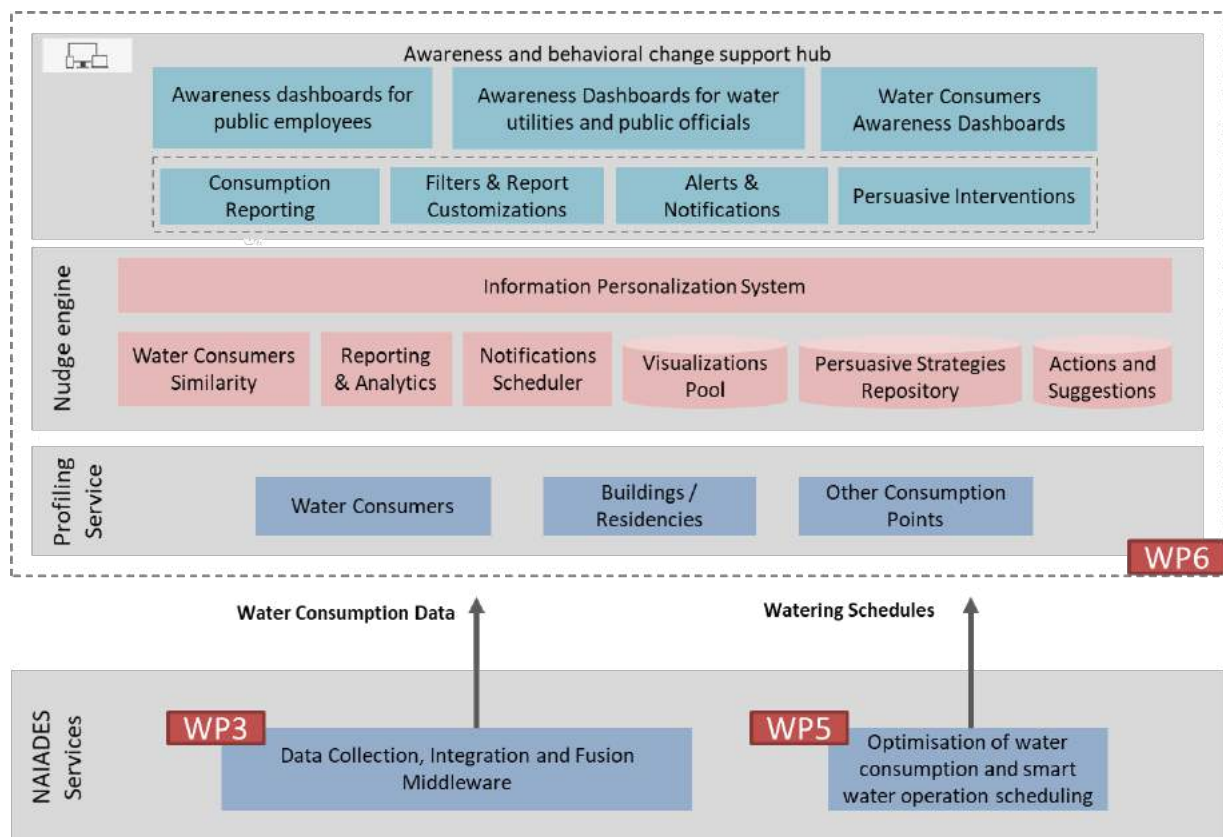 Awareness and behavioral change support hub
Awareness dashboards for
public employees
Awareness Dashboards for water
utilities and public officials
Water Consumers
Awareness Dashboards
Consumption
Reporting
Filters & Report
Customizations
Alerts &
Notifications
Persuasive Interventions
Nudge engine
Information Personalization System
Water Consumers
Similarity
Reporting
& Analytics
Notifications
Scheduler
Visualizations
Pool
Persuasive Strategies
Repository
Actions and
Suggestions
Profiling
Service
Water Consumers
Buildings /
Residencies
Other Consumption
Points
WP6
Water Consumption Data
Watering Schedules
NAIADES
Services
WP3
Data Collection, Integration and Fusion
Middleware
WP5
Optimisation of water
consumption and smart
water operation scheduling